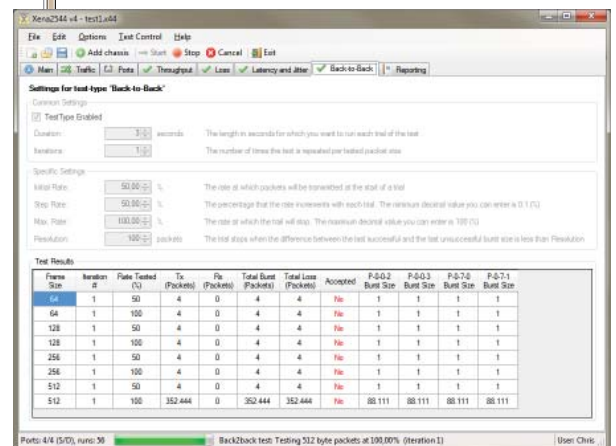 Xena2544 v4 - test1.x44
File Edit Options Test Control Help
Add chassis Start Stop Cancel Exit
Main Traffic Ports Throughput Loss Latency and Jitter Back-to-Back Reporting
Settings for test-type "Back-to-Back"
Common Settings
TestType Enabled
Duration: 3 seconds The length in seconds for which you want to run each trial of the test
Iterations: 1 The number of times the test is repeated per tested packet size
Specific Settings
Initial Rate: 50,00 % The rate at which packets will be transmitted at the start of a trial
Step Rate: 50,00 % The percentage that the rate increments with each trial. The minimum decimal value you can enter is 0.1 (%)
Max. Rate: 100,00 % The rate at which the trial will stop. The maximum decimal value you can enter is 100 (%)
Resolution: 100 packets The trial stops when the difference between the last successful and the last unsuccessful burst size is less than Resolution
Test Results
Frame Size Iteration # Rate Tested (%) Tx (Packets) Rx (Packets) Total Burst (Packets) Total Loss (Packets) Accepted P-0-0-2 Burst Size P-0-0-3 Burst Size P-0-7-0 Burst Size P-0-7-1 Burst Size
64 1 50 4 0 4 4 No 1 1 1 1
64 1 100 4 0 4 4 No 1 1 1 1
128 1 50 4 0 4 4 No 1 1 1 1
128 1 100 4 0 4 4 No 1 1 1 1
256 1 50 4 0 4 4 No 1 1 1 1
256 1 100 4 0 4 4 No 1 1 1 1
512 1 50 4 0 4 4 No 1 1 1 1
512 1 100 352.444 0 352.444 352.444 No 88.111 88.111 88.111 88.111
Ports: 4/4 (S/D), runs: 56 Back2back test: Testing 512 byte packets at 100,00% (iteration 1) User: Chris